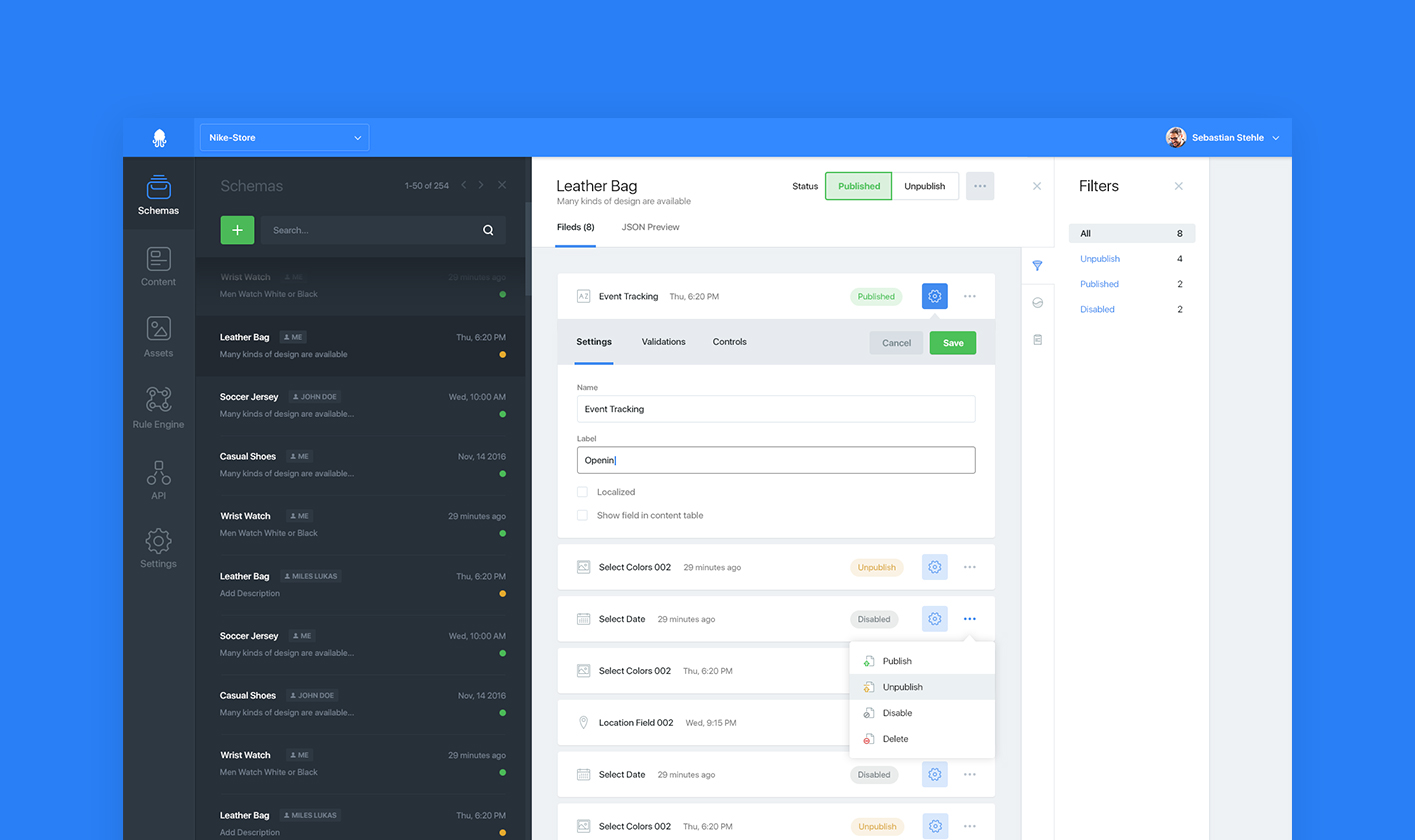 Nike-Store
Sebastian Stehle
Schemas
Content
Assets
Rule Engine
API
Settings
Schemas
1-50 of 254
Search...
Wrist Watch ME 29 minutes ago
Men Watch White or Black
Leather Bag ME Thu, 6:20 PM
Many kinds of design are available
Soccer Jersey JOHN DOE Wed, 10:00 AM
Many kinds of design are available...
Casual Shoes ME Nov, 14 2016
Many kinds of design are available...
Wrist Watch ME 29 minutes ago
Men Watch White or Black
Leather Bag MILES LUKAS Thu, 6:20 PM
Add Description
Soccer Jersey ME Wed, 10:00 AM
Many kinds of design are available...
Casual Shoes JOHN DOE Nov, 14 2016
Many kinds of design are available...
Wrist Watch ME 29 minutes ago
Men Watch White or Black
Leather Bag MILES LUKAS Thu, 6:20 PM
Add Description
Leather Bag
Many kinds of design are available
Status Published Unpublish
Fileds (8) JSON Preview
AZ Event Tracking Thu, 6:20 PM Published
Settings Validations Controls Cancel Save
Name
Event Tracking
Label
Openin
Localized
Show field in content table
Select Colors 002 29 minutes ago Unpublish
Select Date 29 minutes ago Disabled
Select Colors 002 Thu, 6:20 PM
Location Field 002 Wed, 9:15 PM
Publish
Unpublish
Disable
Delete
Select Date 29 minutes ago Disabled
Select Colors 002 Thu, 6:20 PM Unpublish
Filters
All 8
Unpublish 4
Published 2
Disabled 2